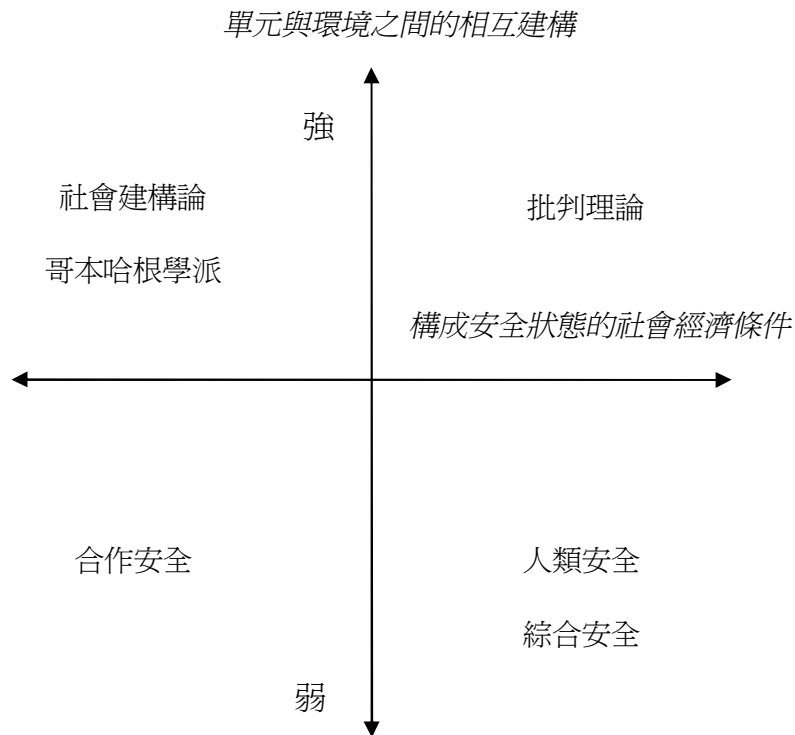 單元與環境之間的相互建構
強
社會建構論
批判理論
哥本哈根學派
構成安全狀態的社會經濟條件
合作安全
人類安全
綜合安全
弱